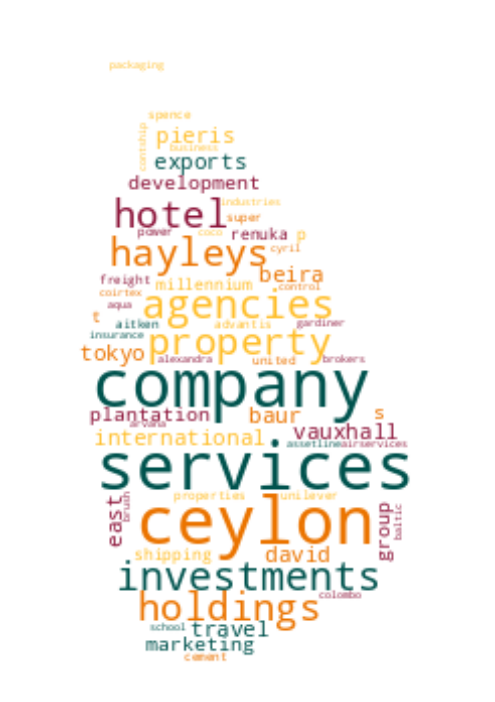 packaging
spence
contship
pieris
business
exports
development
industries
hotel
super
power
coco
renuka
p
hayleys
cyril
beira
freight
millennium
control
coirtex
aqua
agencies
t
aitken
advantis
gardiner
insurance
property
tokyo
alexandra
united
brokers
company
plantation
baur
s
arvana
international
vauxhall
assetline
airservices
services
east
brush
properties
unilever
ceylon
group
baltic
shipping
david
investments
colombo
holdings
school
travel
marketing
cement